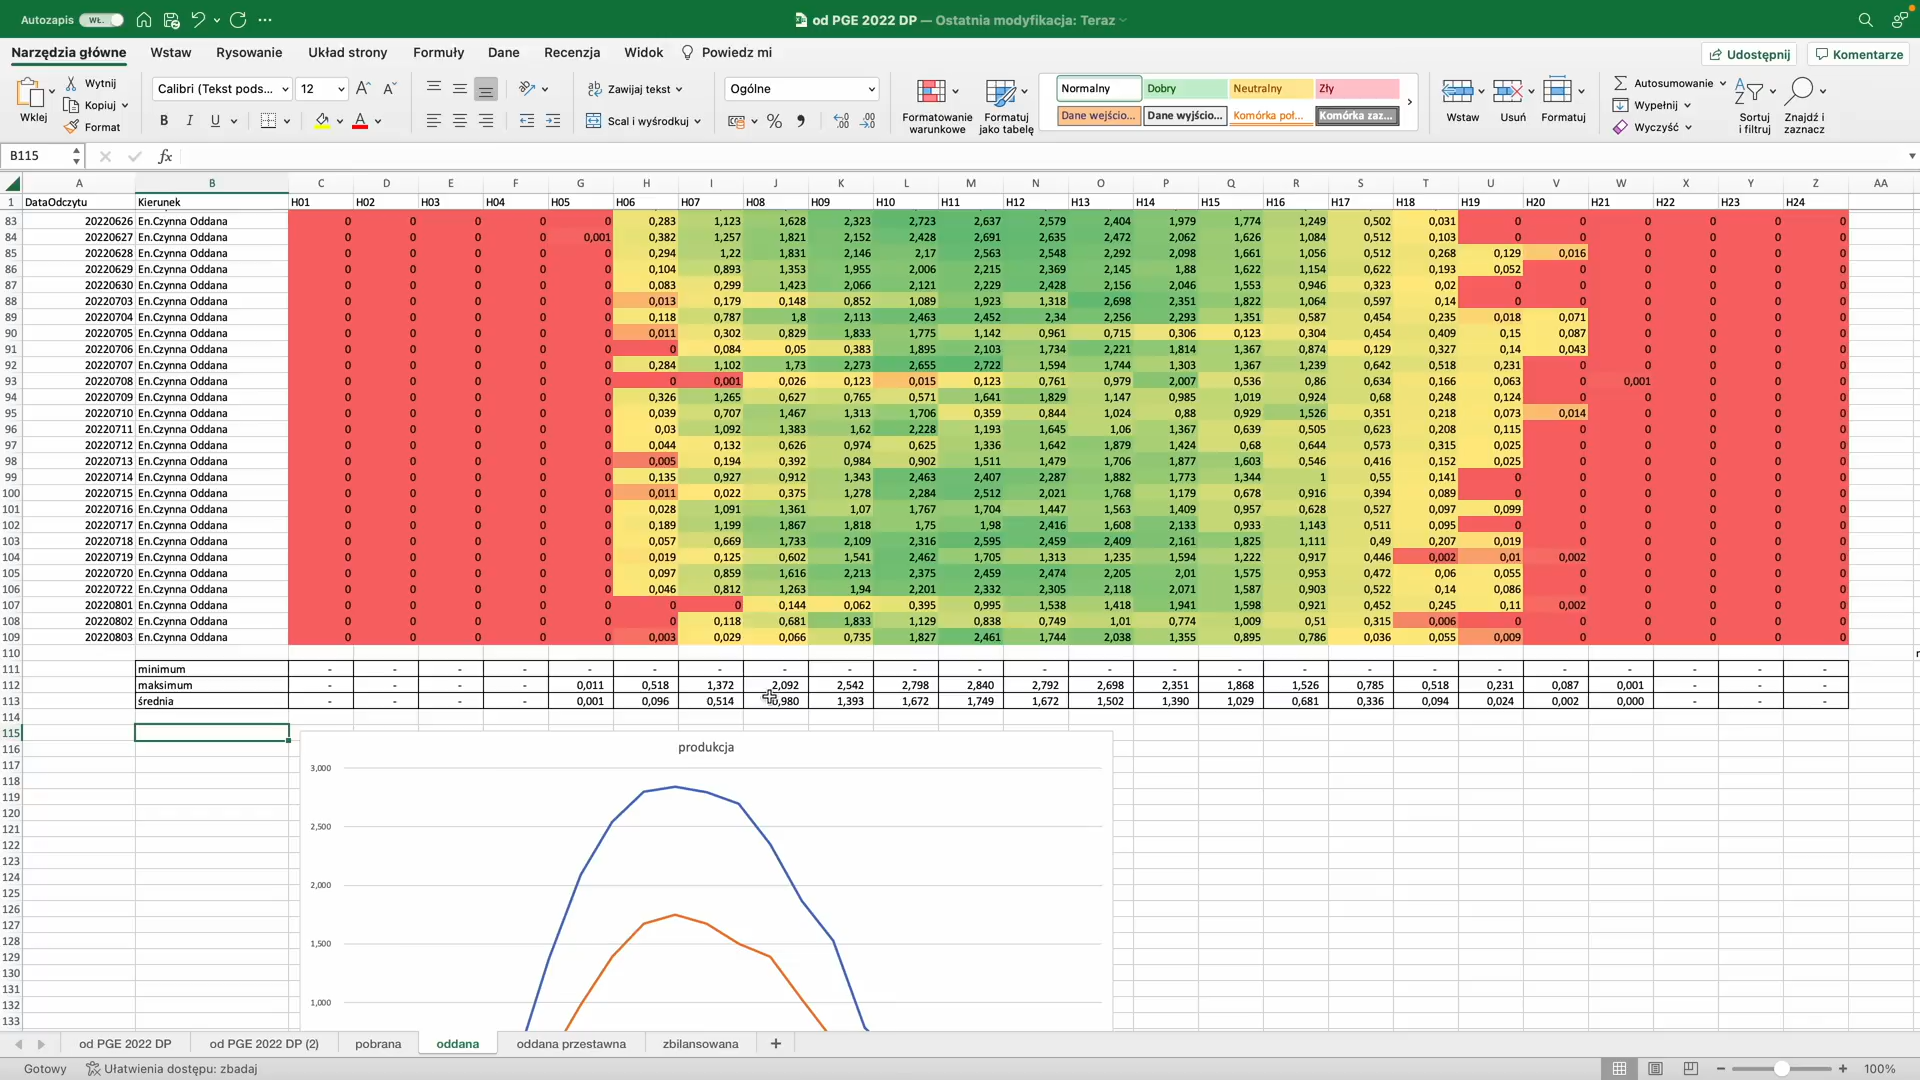 Autozapis WŁ. od PGE 2022 DP — Ostatnia modyfikacja: Teraz
Narzędzia główne Wstaw Rysowanie Układ strony Formuły Dane Recenzja Widok Powiedz mi Udostępnij Komentarze
Wklej Wytnij Kopiuj Format
Calibri (Tekst pods... 12 Zawijaj tekst Scal i wyśrodkuj Ogólne
B I U
Formatowanie warunkowe Formatuj jako tabelę
Normalny Dobry Neutralny Zły
Dane wejścio... Dane wyjścio... Komórka poł... Komórka zaz...
Wstaw Usuń Formatuj
Autosumowanie Wypełnij Wyczyść
Sortuj i filtruj Znajdź i zaznacz
B115 fx
A B C D E F G H I J K L M N O P Q R S T U V W X Y Z AA
1 DataOdczytu Kierunek H01 H02 H03 H04 H05 H06 H07 H08 H09 H10 H11 H12 H13 H14 H15 H16 H17 H18 H19 H20 H21 H22 H23 H24
83 20220626 En.Czynna Oddana 0 0 0 0 0 0,283 1,123 1,628 2,323 2,723 2,637 2,579 2,404 1,979 1,774 1,249 0,502 0,031 0 0 0 0 0 0
84 20220627 En.Czynna Oddana 0 0 0 0 0,001 0,382 1,257 1,821 2,152 2,428 2,691 2,635 2,472 2,062 1,626 1,084 0,512 0,103 0 0 0 0 0 0
85 20220628 En.Czynna Oddana 0 0 0 0 0 0,294 1,22 1,831 2,146 2,17 2,563 2,548 2,292 2,098 1,661 1,056 0,512 0,268 0,129 0,016 0 0 0 0
86 20220629 En.Czynna Oddana 0 0 0 0 0 0,104 0,893 1,353 1,955 2,006 2,215 2,369 2,145 1,88 1,622 1,154 0,622 0,193 0,052 0 0 0 0 0
87 20220630 En.Czynna Oddana 0 0 0 0 0 0,083 0,299 1,423 2,066 2,121 2,229 2,428 2,156 2,046 1,553 0,946 0,323 0,02 0 0 0 0 0 0
88 20220703 En.Czynna Oddana 0 0 0 0 0 0,013 0,179 0,148 0,852 1,089 1,923 1,318 2,698 2,351 1,822 1,064 0,597 0,14 0 0 0 0 0 0
89 20220704 En.Czynna Oddana 0 0 0 0 0 0,118 0,787 1,8 2,113 2,463 2,452 2,34 2,256 2,293 1,351 0,587 0,454 0,235 0,018 0,071 0 0 0 0
90 20220705 En.Czynna Oddana 0 0 0 0 0 0,011 0,302 0,829 1,833 1,775 1,142 0,961 0,715 0,306 0,123 0,304 0,454 0,409 0,15 0,087 0 0 0 0
91 20220706 En.Czynna Oddana 0 0 0 0 0 0 0,084 0,05 0,383 1,895 2,103 1,734 2,221 1,814 1,367 0,874 0,129 0,327 0,14 0,043 0 0 0 0
92 20220707 En.Czynna Oddana 0 0 0 0 0 0,284 1,102 1,73 2,273 2,655 2,722 1,594 1,744 1,303 1,367 1,239 0,642 0,518 0,231 0 0 0 0 0
93 20220708 En.Czynna Oddana 0 0 0 0 0 0 0,001 0,026 0,123 0,015 0,123 0,761 0,979 2,007 0,536 0,86 0,634 0,166 0,063 0 0,001 0 0 0
94 20220709 En.Czynna Oddana 0 0 0 0 0 0,326 1,265 0,627 0,765 0,571 1,641 1,829 1,147 0,985 1,019 0,924 0,68 0,248 0,124 0 0 0 0 0
95 20220710 En.Czynna Oddana 0 0 0 0 0 0,039 0,707 1,467 1,313 1,706 0,359 0,844 1,024 0,88 0,929 1,526 0,351 0,218 0,073 0,014 0 0 0 0
96 20220711 En.Czynna Oddana 0 0 0 0 0 0,03 1,092 1,383 1,62 2,228 1,193 1,645 1,06 1,367 0,639 0,505 0,623 0,208 0,115 0 0 0 0 0
97 20220712 En.Czynna Oddana 0 0 0 0 0 0,044 0,132 0,626 0,974 0,625 1,336 1,642 1,879 1,424 0,68 0,644 0,573 0,315 0,025 0 0 0 0 0
98 20220713 En.Czynna Oddana 0 0 0 0 0 0,005 0,194 0,392 0,984 0,902 1,511 1,479 1,706 1,877 1,603 0,546 0,416 0,152 0,025 0 0 0 0 0
99 20220714 En.Czynna Oddana 0 0 0 0 0 0,135 0,927 0,912 1,343 2,463 2,407 2,287 1,882 1,773 1,344 1 0,55 0,141 0 0 0 0 0 0
100 20220715 En.Czynna Oddana 0 0 0 0 0 0,011 0,022 0,375 1,278 2,284 2,512 2,021 1,768 1,179 0,678 0,916 0,394 0,089 0 0 0 0 0 0
101 20220716 En.Czynna Oddana 0 0 0 0 0 0,028 1,091 1,361 1,07 1,767 1,704 1,447 1,563 1,409 0,957 0,628 0,527 0,097 0,099 0 0 0 0 0
102 20220717 En.Czynna Oddana 0 0 0 0 0 0,189 1,199 1,867 1,818 1,75 1,98 2,416 1,608 2,133 0,933 1,143 0,511 0,095 0 0 0 0 0 0
103 20220718 En.Czynna Oddana 0 0 0 0 0 0,057 0,669 1,733 2,109 2,316 2,595 2,459 2,409 2,161 1,825 1,111 0,49 0,207 0,019 0 0 0 0 0
104 20220719 En.Czynna Oddana 0 0 0 0 0 0,019 0,125 0,602 1,541 2,462 1,705 1,313 1,235 1,594 1,222 0,917 0,446 0,002 0,01 0,002 0 0 0 0
105 20220720 En.Czynna Oddana 0 0 0 0 0 0,097 0,859 1,616 2,213 2,375 2,459 2,474 2,205 2,01 1,575 0,953 0,472 0,06 0,055 0 0 0 0 0
106 20220722 En.Czynna Oddana 0 0 0 0 0 0,046 0,812 1,263 1,94 2,201 2,332 2,305 2,118 2,071 1,587 0,903 0,522 0,14 0,086 0 0 0 0 0
107 20220801 En.Czynna Oddana 0 0 0 0 0 0 0 0,144 0,062 0,395 0,995 1,538 1,418 1,941 1,598 0,921 0,452 0,245 0,11 0,002 0 0 0 0
108 20220802 En.Czynna Oddana 0 0 0 0 0 0 0,118 0,681 1,833 1,129 0,838 0,749 1,01 0,774 1,009 0,51 0,315 0,006 0 0 0 0 0 0
109 20220803 En.Czynna Oddana 0 0 0 0 0 0,003 0,029 0,066 0,735 1,827 2,461 1,744 2,038 1,355 0,895 0,786 0,036 0,055 0,009 0 0 0 0 0
110
111 minimum - - - - - - - - - - - - - - - - - - - - - - - -
112 maksimum - - - - 0,011 0,518 1,372 2,092 2,542 2,798 2,840 2,792 2,698 2,351 1,868 1,526 0,785 0,518 0,231 0,087 0,001 - - -
113 średnia - - - - 0,001 0,096 0,514 0,980 1,393 1,672 1,749 1,672 1,502 1,390 1,029 0,681 0,336 0,094 0,024 0,002 0,000 - - -
114
115
116 produkcja
117
118 3,000
119
120
121
122 2,500
123
124
125 2,000
126
127
128
129 1,500
130
131
132 1,000
133
od PGE 2022 DP od PGE 2022 DP (2) pobrana oddana oddana przestawna zbilansowana +
Gotowy Ułatwienia dostępu: zbadaj 100%